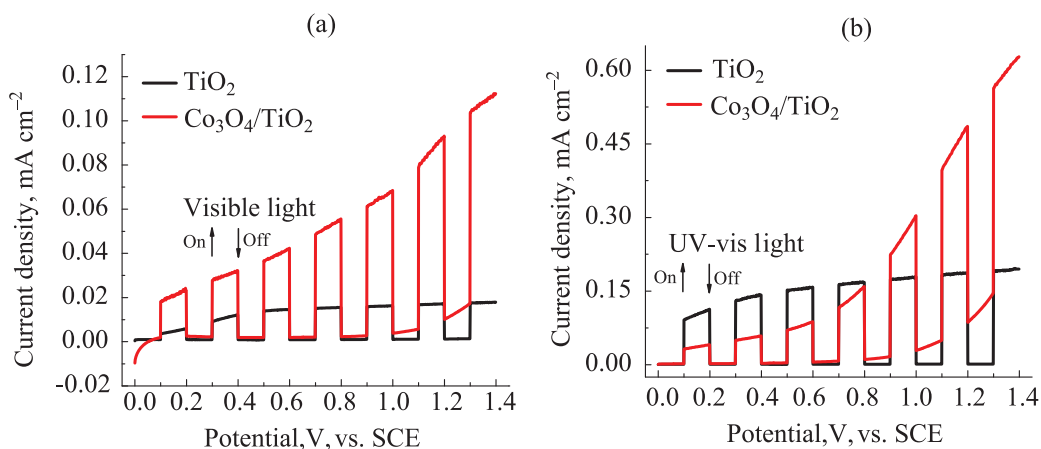 (a)
Current density, mA cm⁻²
0.12
0.10
0.08
0.06
0.04
0.02
0.00
-0.02
TiO₂
Co₃O₄/TiO₂
Visible light
On
Off
0.0 0.2 0.4 0.6 0.8 1.0 1.2 1.4
Potential,V, vs. SCE
(b)
Current density, mA cm⁻²
0.60
0.45
0.30
0.15
0.00
TiO₂
Co₃O₄/TiO₂
UV-vis light
On
Off
0.0 0.2 0.4 0.6 0.8 1.0 1.2 1.4
Potential,V, vs. SCE